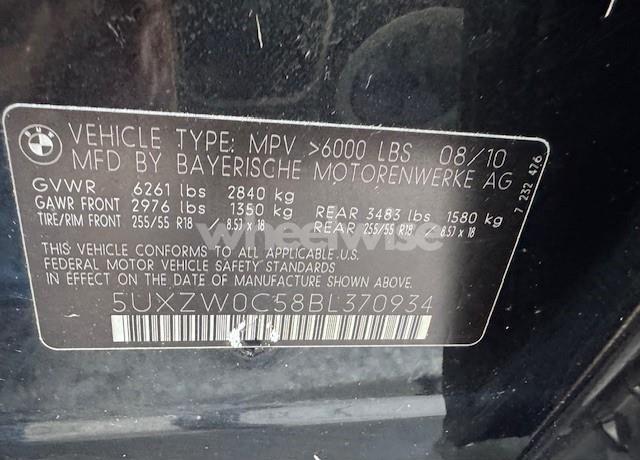 BMW
VEHICLE TYPE: MPV >6000 LBS 08/10
MFD BY BAYERISCHE MOTORENWERKE AG
GVWR 6261 lbs 2840 kg
GAWR FRONT 2976 lbs 1350 kg REAR 3483 lbs 1580 kg
TIRE/RIM FRONT 255/55 R18 / 8.5J x 18 REAR 255/55 R18 / 8.5J x 18
THIS VEHICLE CONFORMS TO ALL APPLICABLE U.S.
FEDERAL MOTOR VEHICLE SAFETY STANDARDS
IN EFFECT ON THE DATE OF MANUFACTURE SHOWN ABOVE.
5UXZW0C58BL370934
7 232 476
wheelwise